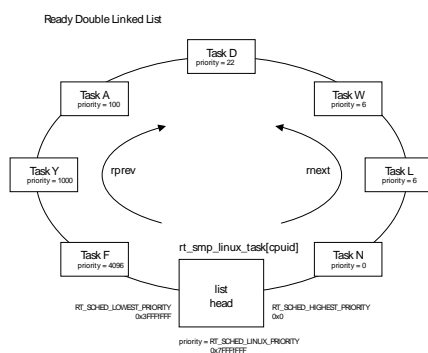 Ready Double Linked List
Task D
priority = 22
Task A
priority = 100
Task W
priority = 6
Task Y
priority = 1000
rprev
rnext
Task L
priority = 6
Task F
priority = 4096
rt_smp_linux_task[cpuid]
Task N
priority = 0
list
head
RT_SCHED_LOWEST_PRIORITY
0x3FFFfFFF
RT_SCHED_HIGHEST_PRIORITY
0x0
priority = RT_SCHED_LINUX_PRIORITY
0x7FFFfFFF